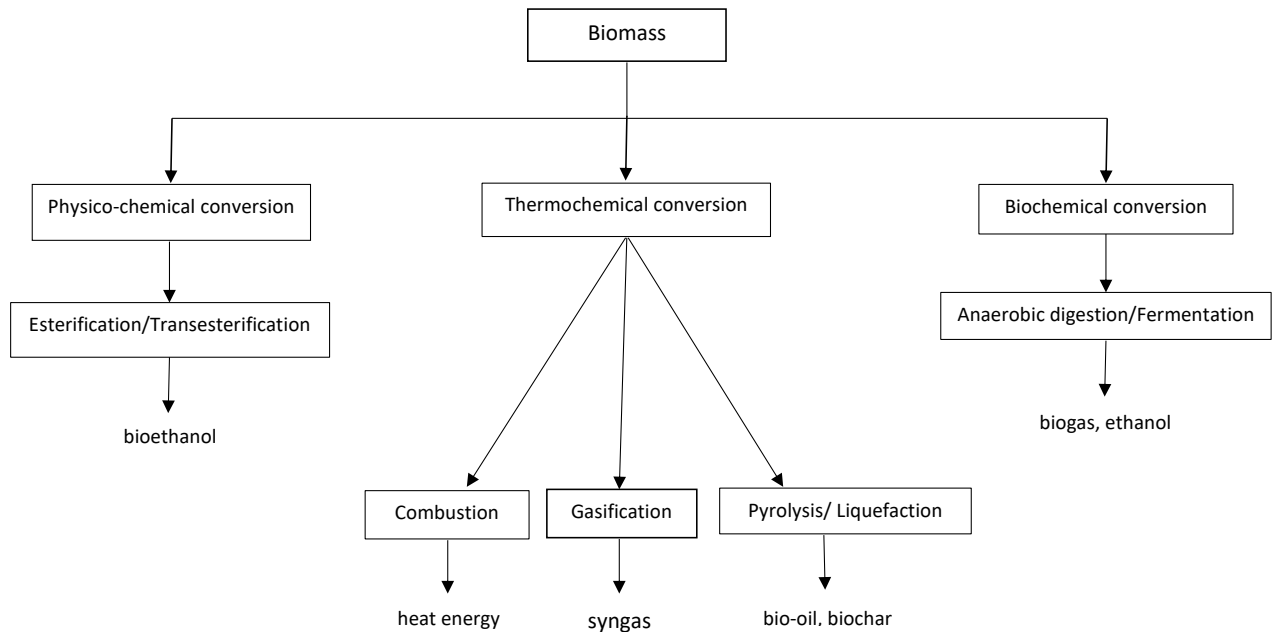 Biomass
Physico-chemical conversion
Thermochemical conversion
Biochemical conversion
Esterification/Transesterification
Anaerobic digestion/Fermentation
bioethanol
biogas, ethanol
Combustion
Gasification
Pyrolysis/ Liquefaction
heat energy
syngas
bio-oil, biochar